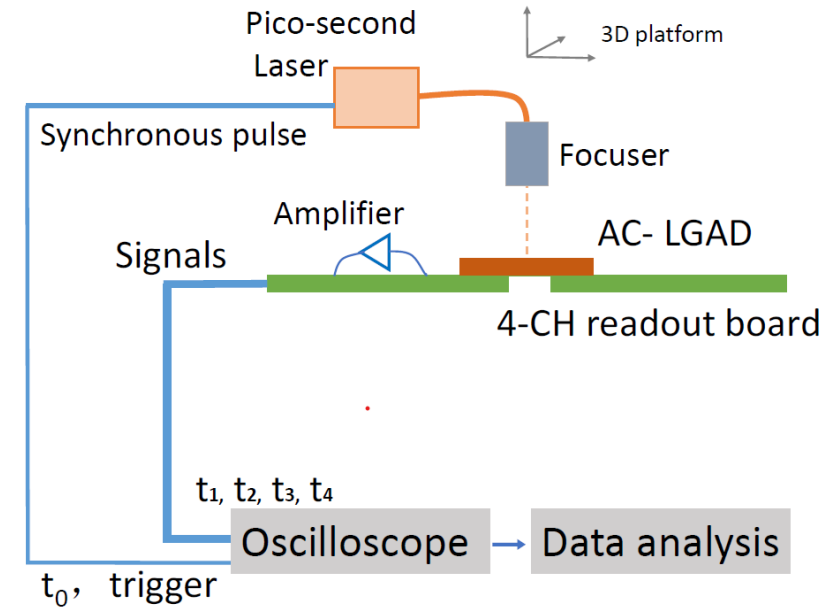 Pico-second
Laser
3D platform
Synchronous pulse
Focuser
Amplifier
AC- LGAD
Signals
4-CH readout board
t₁, t₂, t₃, t₄
Oscilloscope
Data analysis
t₀, trigger